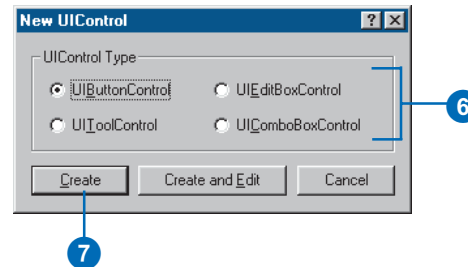 New UIControl
UIControl Type
UIButtonControl
UIEditBoxControl
UIToolControl
UIComboBoxControl
6
Create
Create and Edit
Cancel
7